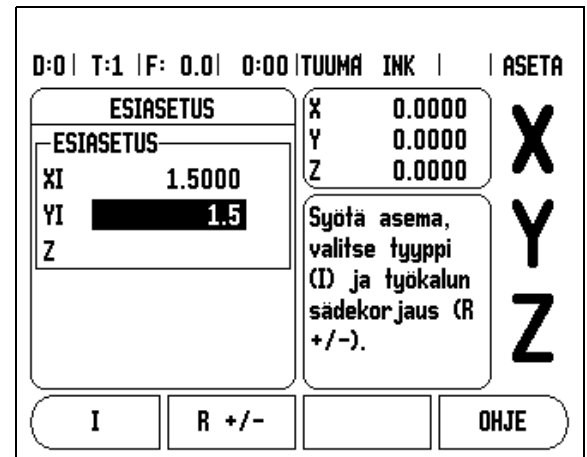 D:0 | T:1 | F: 0.0 | 0:00 | TUUMA INK | | ASETA
ESIASETUS
ESIASETUS
XI 1.5000
YI 1.5
Z
X 0.0000
Y 0.0000
Z 0.0000
Syötä asema,
valitse tyyppi
(I) ja työkalun
sädekorjaus (R
+/-).
X
Y
Z
I
R +/-
OHJE